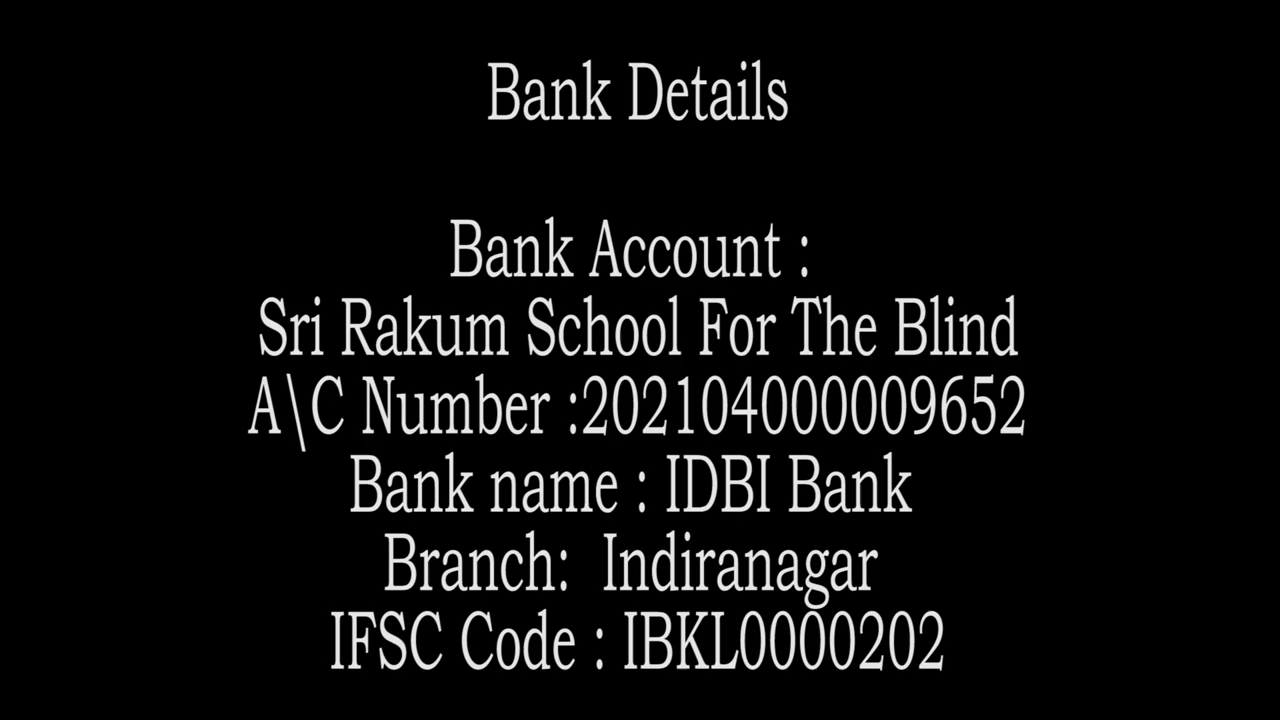 Bank Details
Bank Account :
Sri Rakum School For The Blind
A\C Number :202104000009652
Bank name : IDBI Bank
Branch: Indiranagar
IFSC Code : IBKL0000202